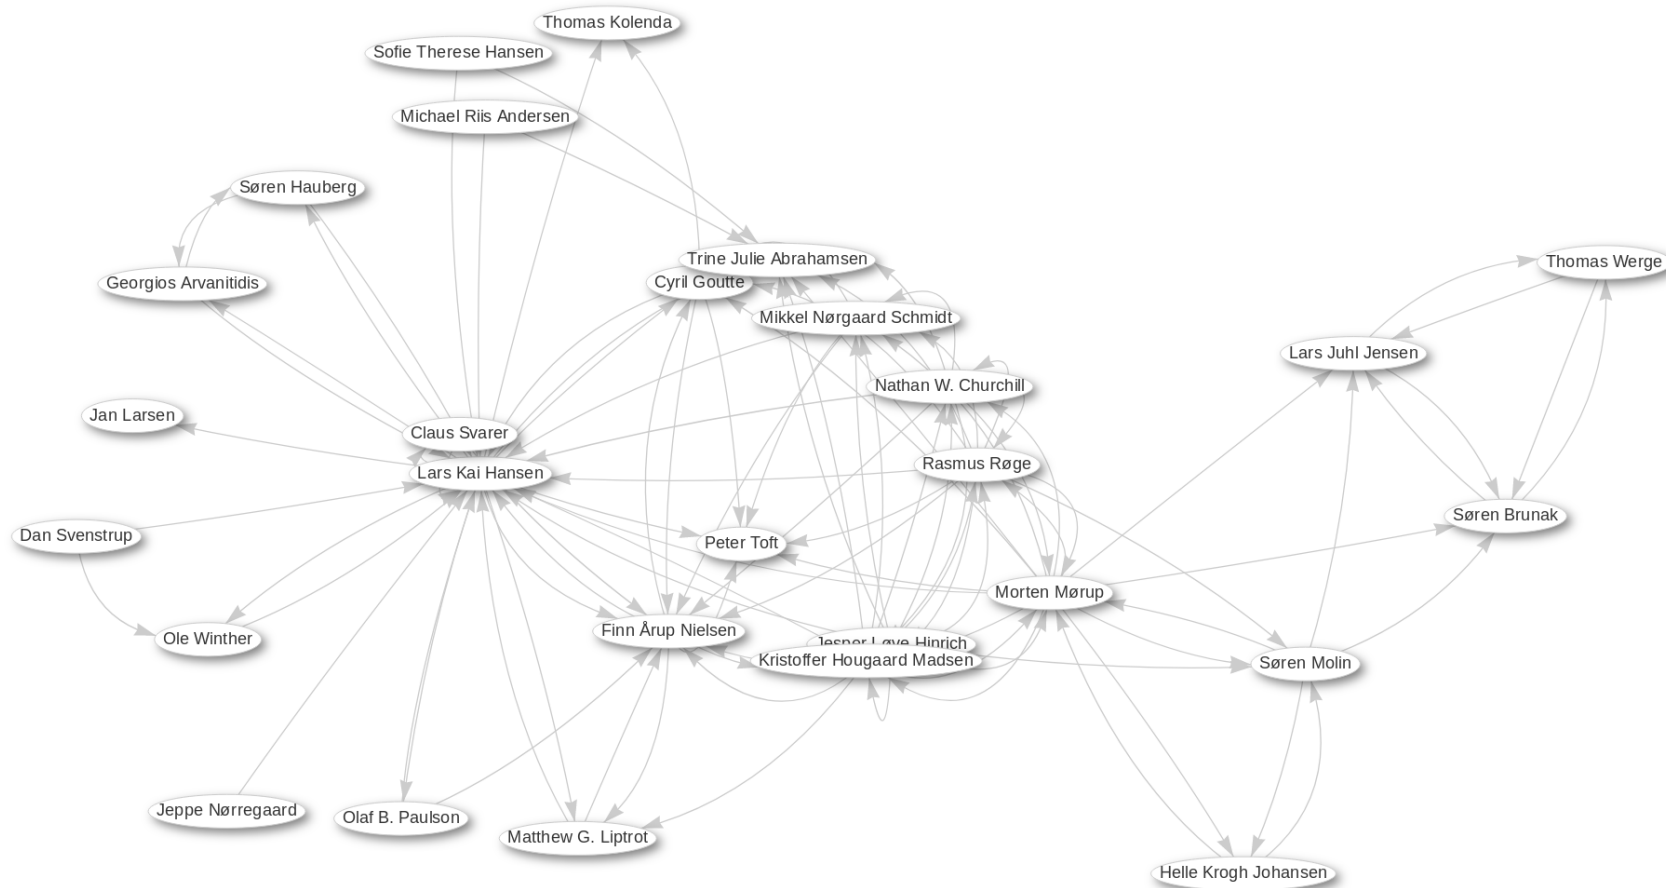 Thomas Kolenda
Sofie Therese Hansen
Michael Riis Andersen
Søren Hauberg
Trine Julie Abrahamsen
Thomas Werge
Georgios Arvanitidis
Cyril Goutte
Mikkel Nørgaard Schmidt
Lars Juhl Jensen
Nathan W. Churchill
Jan Larsen
Claus Svarer
Rasmus Røge
Lars Kai Hansen
Søren Brunak
Dan Svenstrup
Peter Toft
Morten Mørup
Finn Årup Nielsen
Ole Winther
Jesper Løve Hinrich
Kristoffer Hougaard Madsen
Søren Molin
Jeppe Nørregaard
Olaf B. Paulson
Matthew G. Liptrot
Helle Krogh Johansen